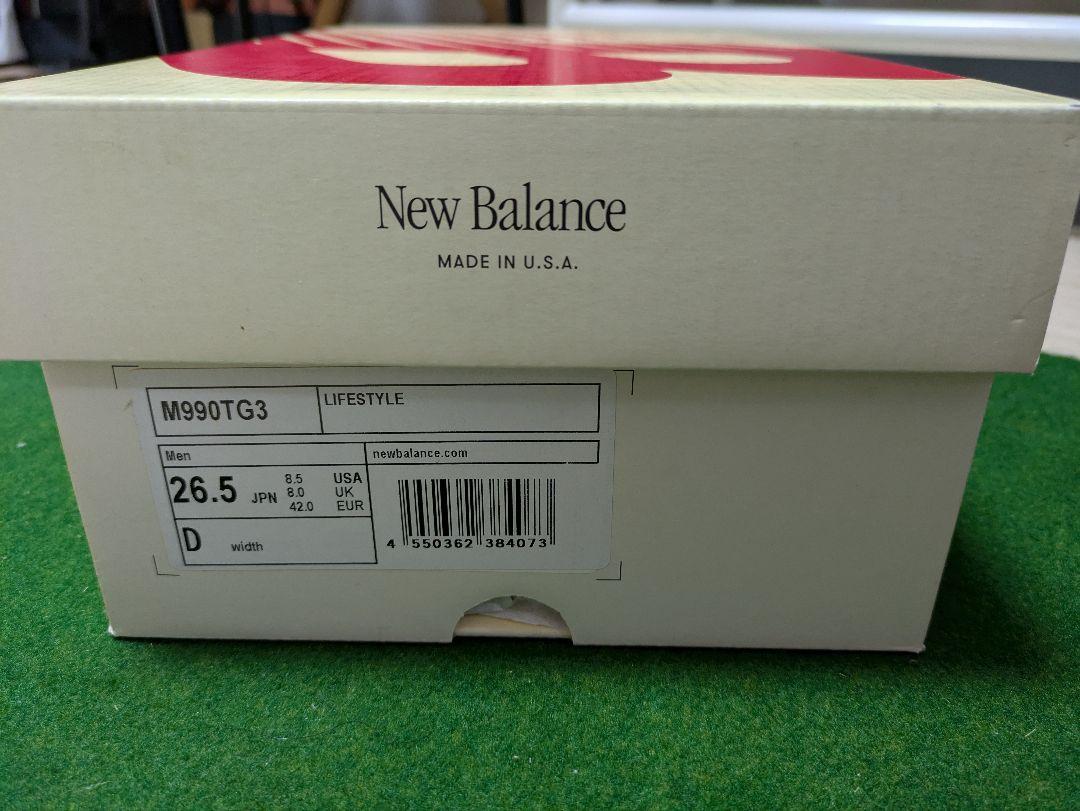 New Balance
MADE IN U.S.A.
M990TG3
LIFESTYLE
Men
newbalance.com
26.5 JPN
8.5 USA
8.0 UK
42.0 EUR
D width
4 550362 384073